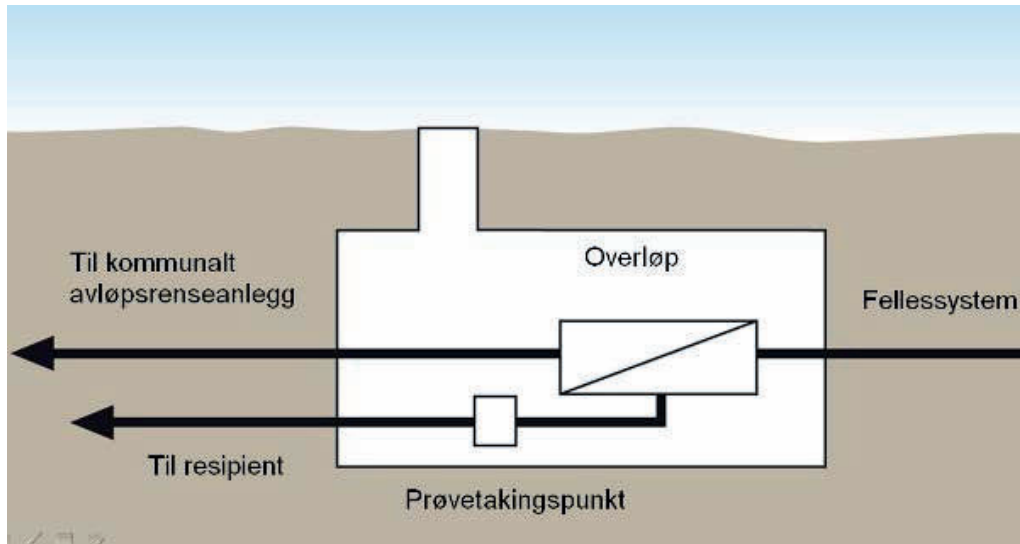 Overløp
Til kommunalt
avløpsrenseanlegg
Fellessystem
Til resipient
Prøvetakingspunkt